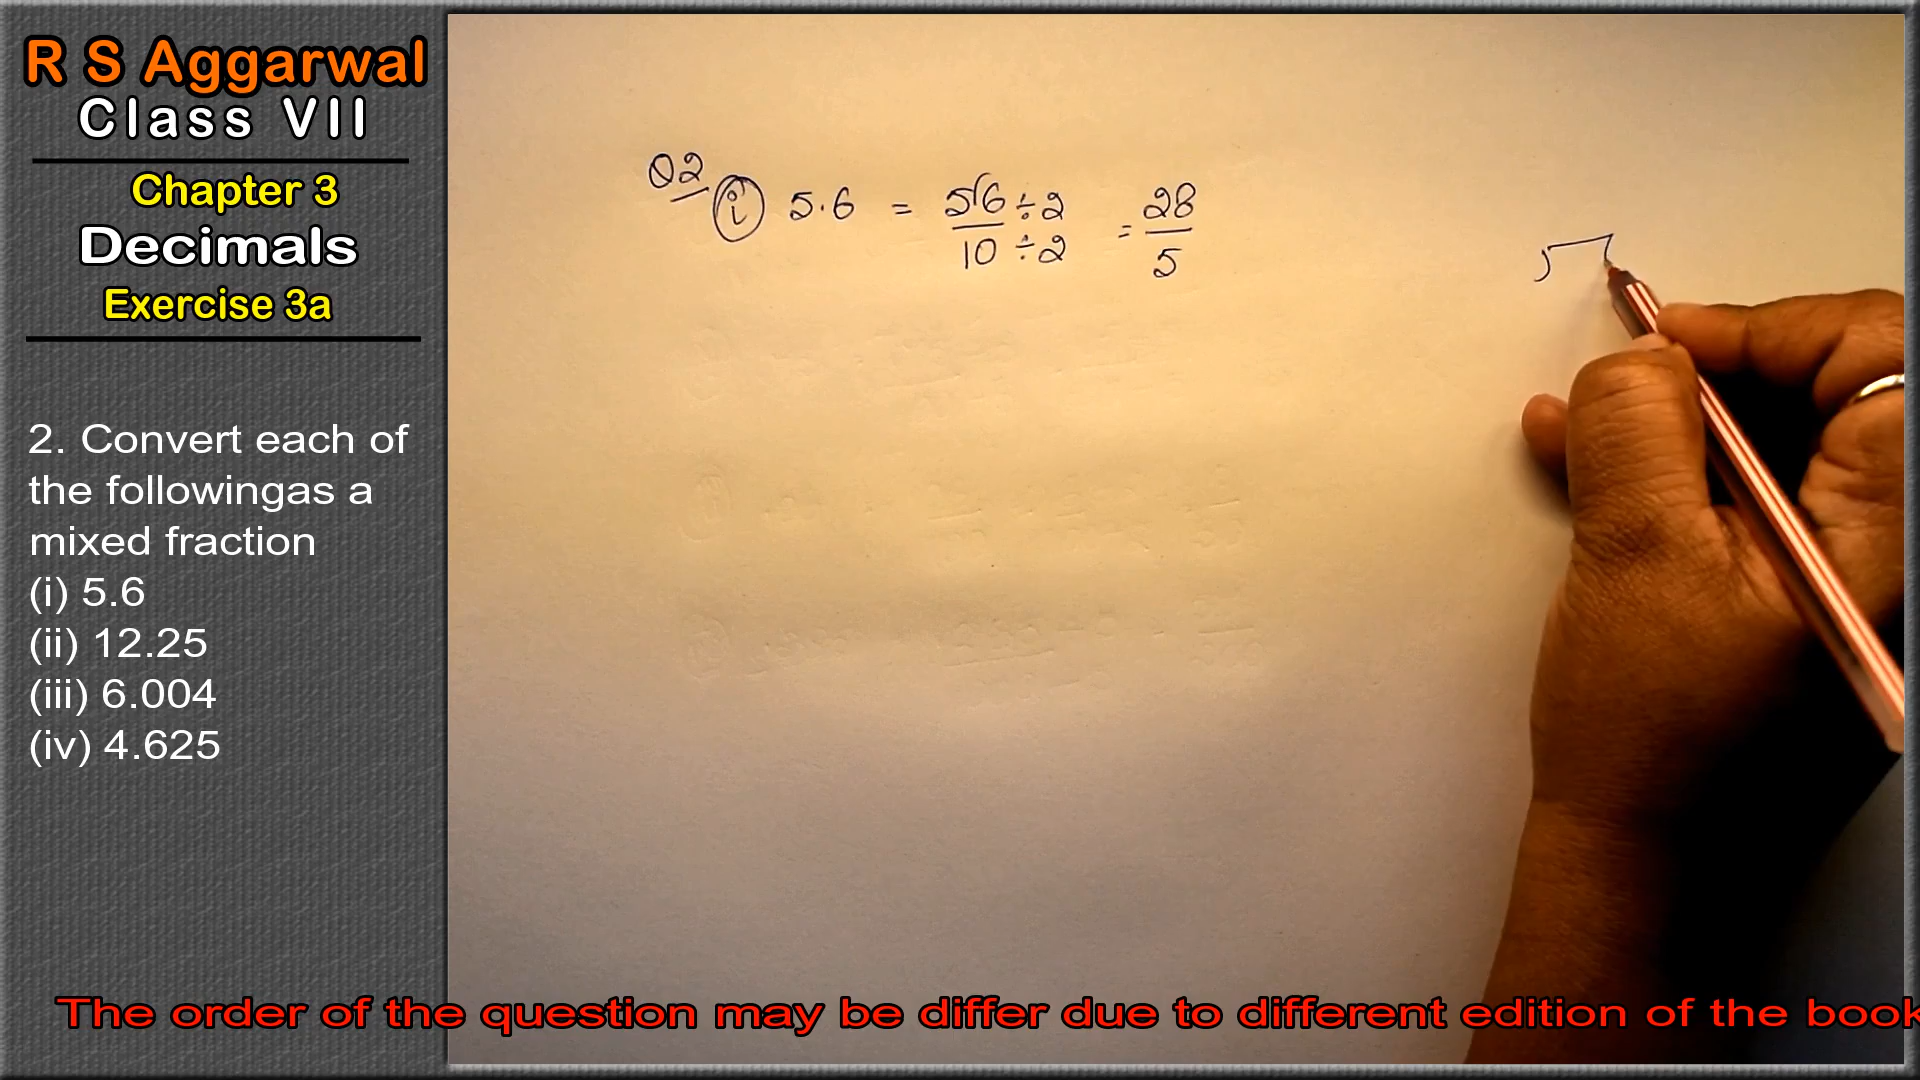 R S Aggarwal
Class VII
Chapter 3
Decimals
Exercise 3a
2. Convert each of
the followingas a
mixed fraction
(i) 5.6
(ii) 12.25
(iii) 6.004
(iv) 4.625
Q2 (i) 5.6 = 56÷2 / 10÷2 = 28/5
The order of the question may be differ due to different edition of the book